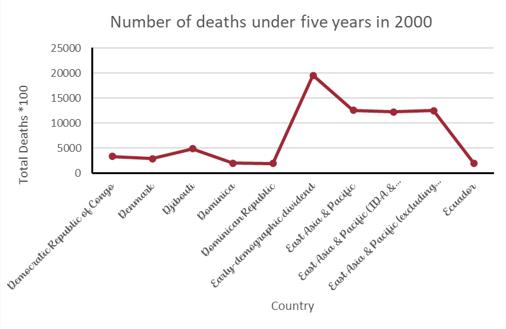 Number of deaths under five years in 2000
Total Deaths *100
25000
20000
15000
10000
5000
0
Democratic Republic of Congo
Denmark
Djibouti
Dominica
Dominican Republic
Early-demographic dividend
East Asia & Pacific
East Asia & Pacific (IDA &...
East Asia & Pacific (excluding...
Ecuador
Country